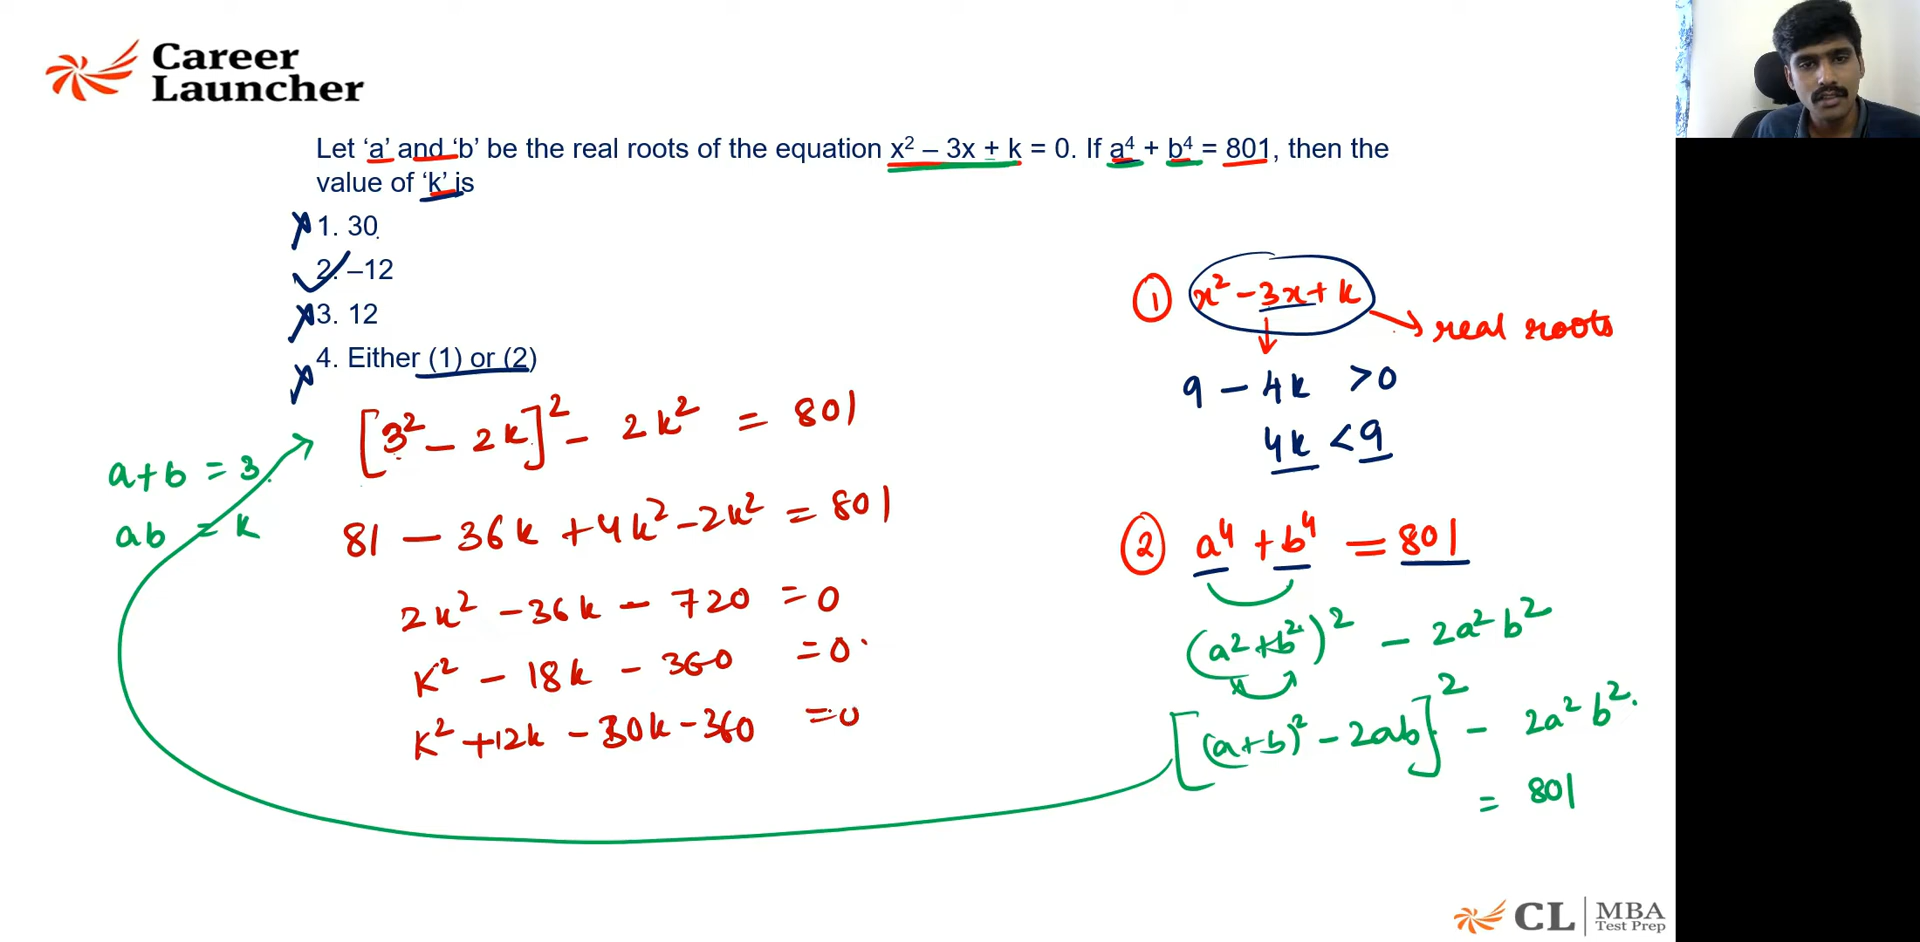 Career
Launcher
Let ‘a’ and ‘b’ be the real roots of the equation x² – 3x + k = 0. If a⁴ + b⁴ = 801, then the
value of ‘k’ is
1. 30
2. –12
3. 12
4. Either (1) or (2)
① x² – 3x + k
real roots
9 – 4k > 0
4k < 9
② a⁴ + b⁴ = 801
(a² + b²)² – 2a²b²
[(a+b)² – 2ab]² – 2a²b²
= 801
a+b = 3
ab = k
[3² – 2k]² – 2k² = 801
81 – 36k + 4k² – 2k² = 801
2k² – 36k – 720 = 0
k² – 18k – 360 = 0
k² + 12k – 30k – 360 = 0
CL MBA
Test Prep